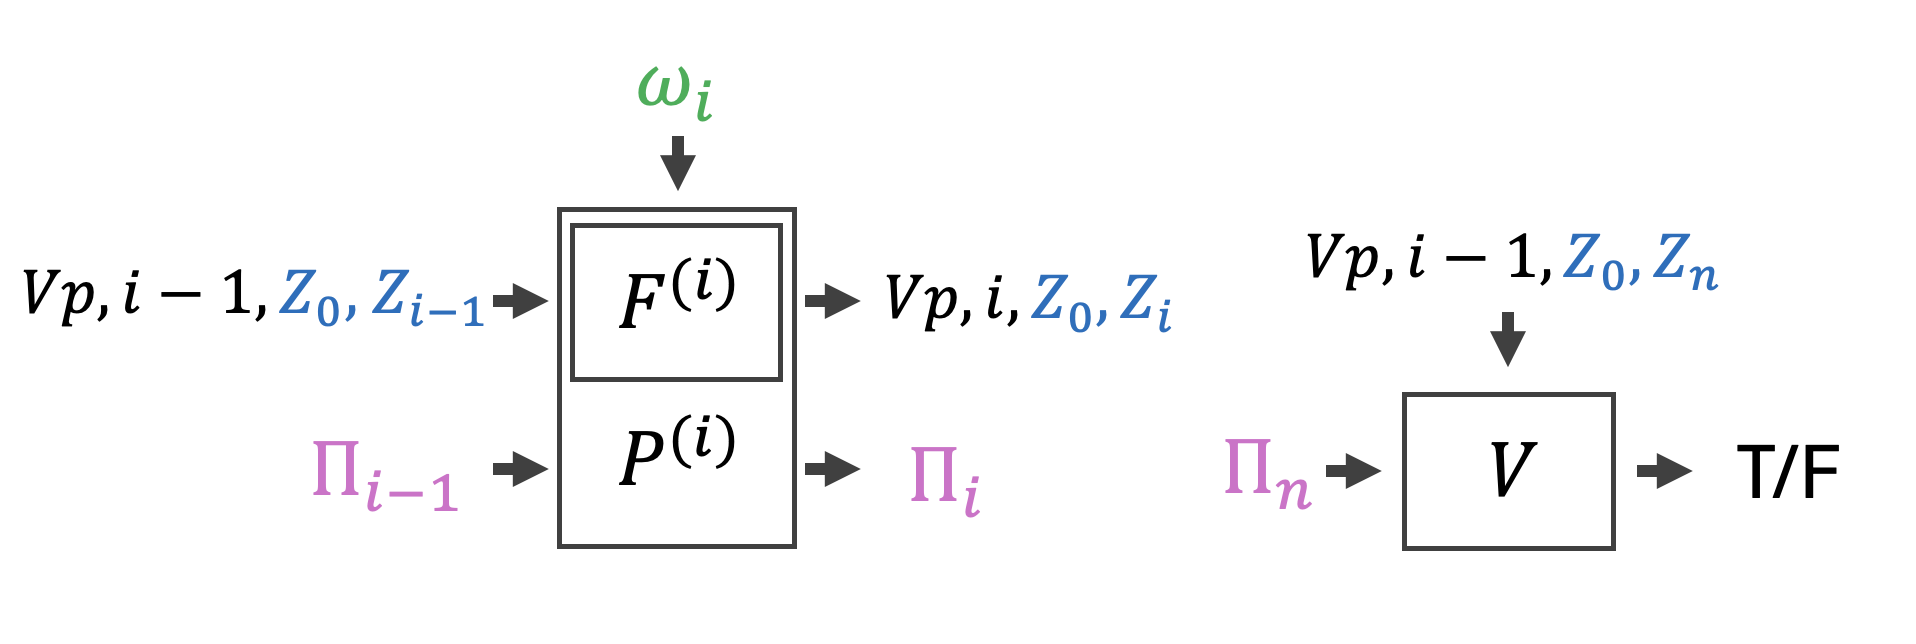 ω_i
Vp, i − 1, Z_0, Z_{i−1}
F^{(i)}
Vp, i, Z_0, Z_i
Π_{i−1}
P^{(i)}
Π_i
Vp, i − 1, Z_0, Z_n
Π_n
V
T/F